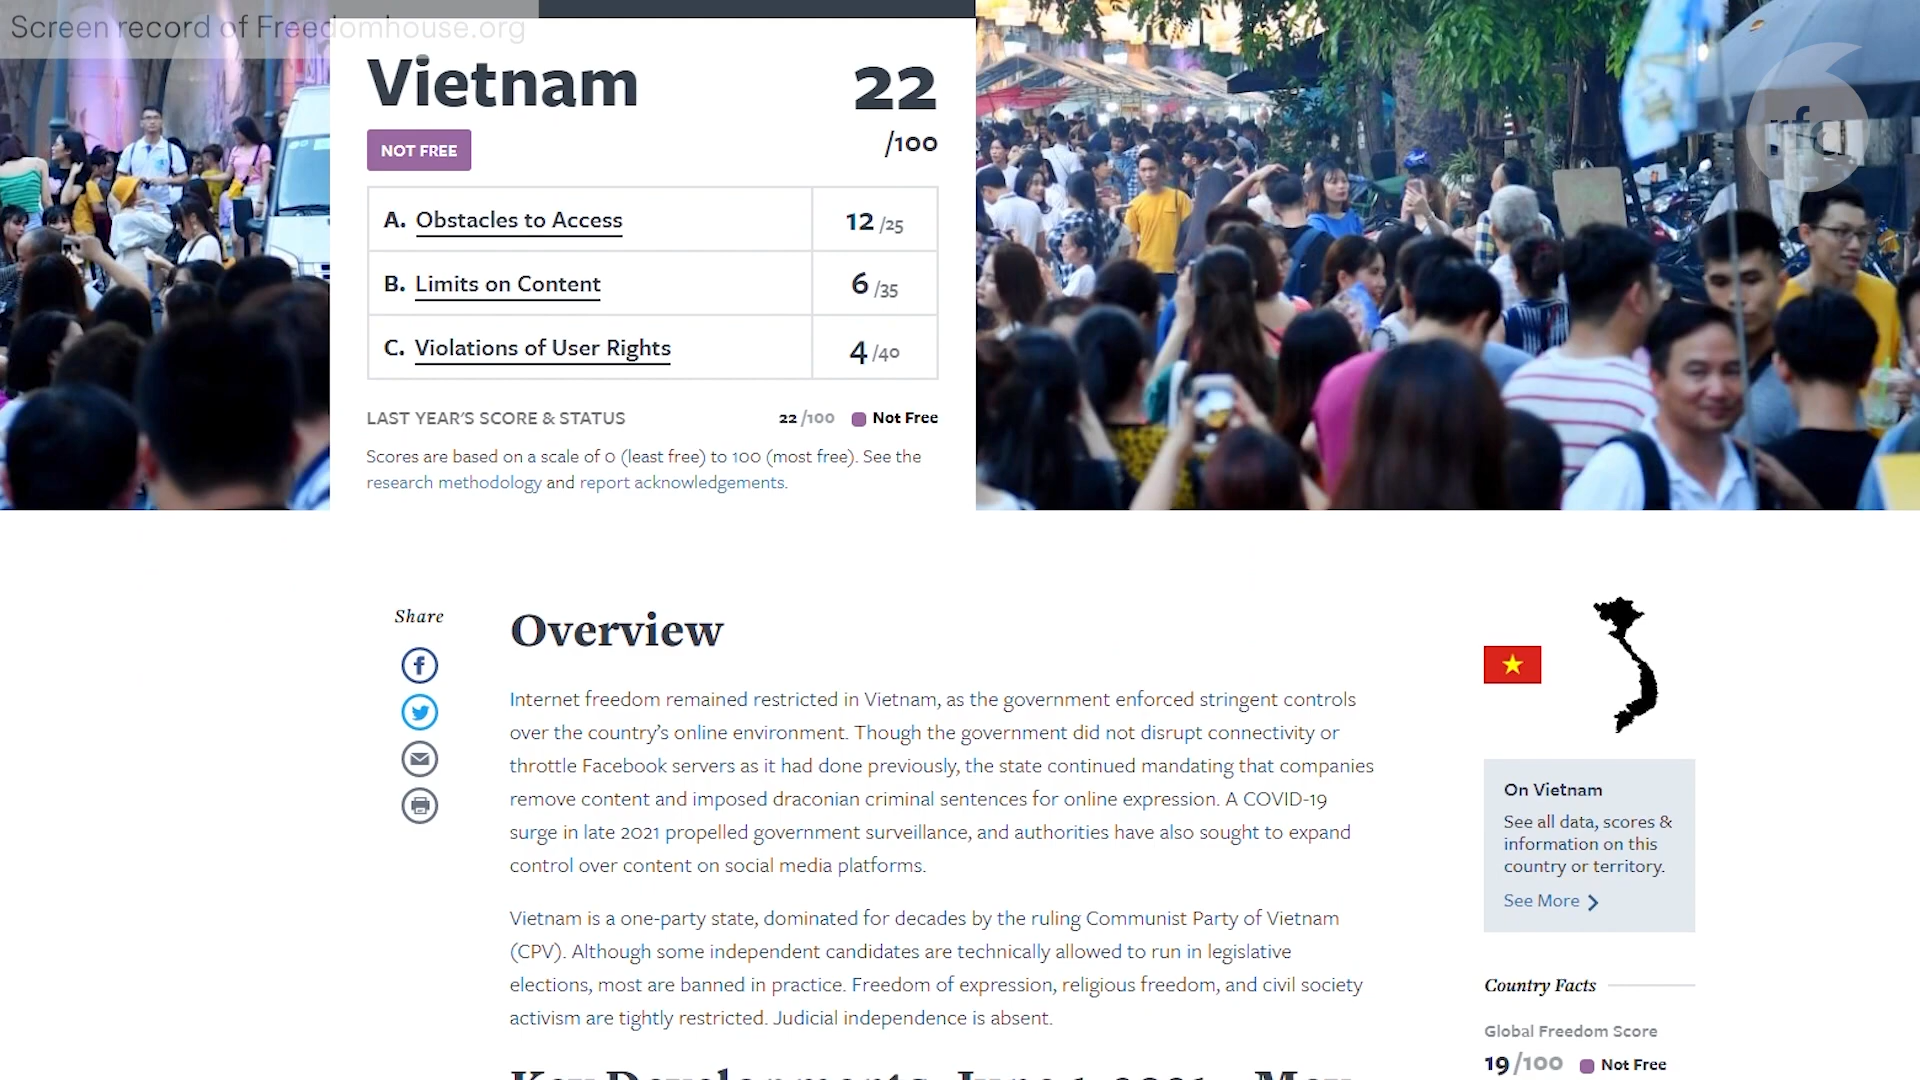 Screen record of Freedomhouse.org
Vietnam
22
/100
NOT FREE
A. Obstacles to Access
12 /25
B. Limits on Content
6 /35
C. Violations of User Rights
4 /40
LAST YEAR'S SCORE & STATUS
22 /100 Not Free
Scores are based on a scale of 0 (least free) to 100 (most free). See the
research methodology and report acknowledgements.
rfa
Share
Overview
Internet freedom remained restricted in Vietnam, as the government enforced stringent controls
over the country’s online environment. Though the government did not disrupt connectivity or
throttle Facebook servers as it had done previously, the state continued mandating that companies
remove content and imposed draconian criminal sentences for online expression. A COVID-19
surge in late 2021 propelled government surveillance, and authorities have also sought to expand
control over content on social media platforms.
Vietnam is a one-party state, dominated for decades by the ruling Communist Party of Vietnam
(CPV). Although some independent candidates are technically allowed to run in legislative
elections, most are banned in practice. Freedom of expression, religious freedom, and civil society
activism are tightly restricted. Judicial independence is absent.
Key Developments, June 1, 2021 - May
On Vietnam
See all data, scores &
information on this
country or territory.
See More
Country Facts
Global Freedom Score
19 /100 Not Free